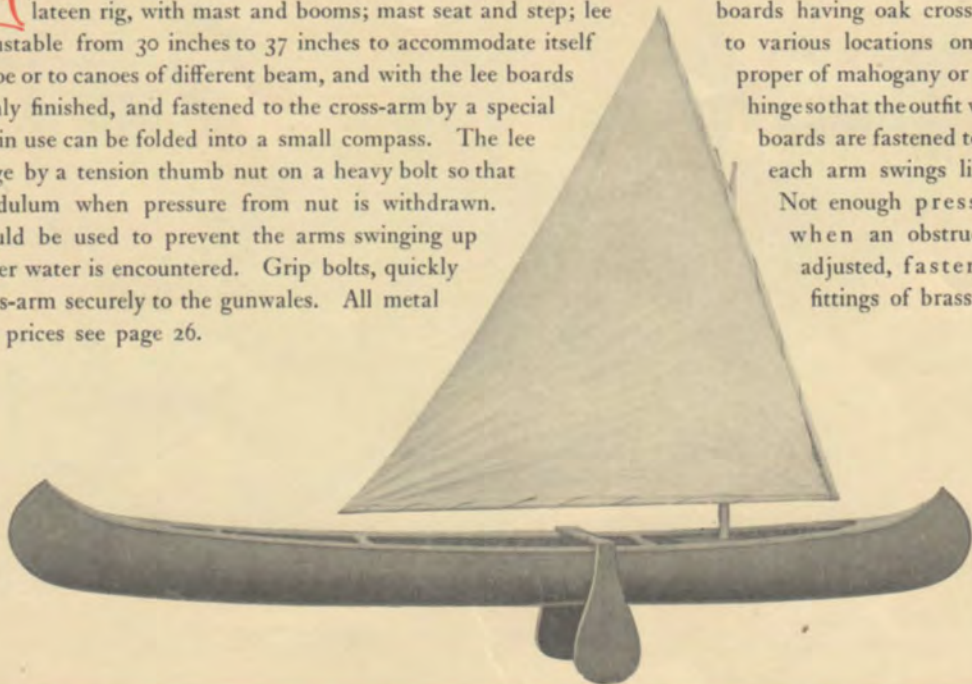 lateen rig, with mast and booms; mast seat and step; lee boards having oak cross
ustable from 30 inches to 37 inches to accommodate itself to various locations on
oe or to canoes of different beam, and with the lee boards proper of mahogany or
ly finished, and fastened to the cross-arm by a special hinge so that the outfit
in use can be folded into a small compass. The lee boards are fastened to
ge by a tension thumb nut on a heavy bolt so that each arm swings li
dulum when pressure from nut is withdrawn. Not enough press
uld be used to prevent the arms swinging up when an obstru
er water is encountered. Grip bolts, quickly adjusted, faster
s-arm securely to the gunwales. All metal fittings of brass
prices see page 26.